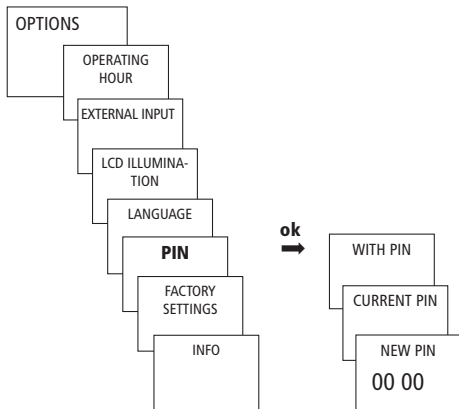 OPTIONS
OPERATING
HOUR
EXTERNAL INPUT
LCD ILLUMINA-
TION
LANGUAGE
PIN
FACTORY
SETTINGS
INFO
ok
WITH PIN
CURRENT PIN
NEW PIN
00 00